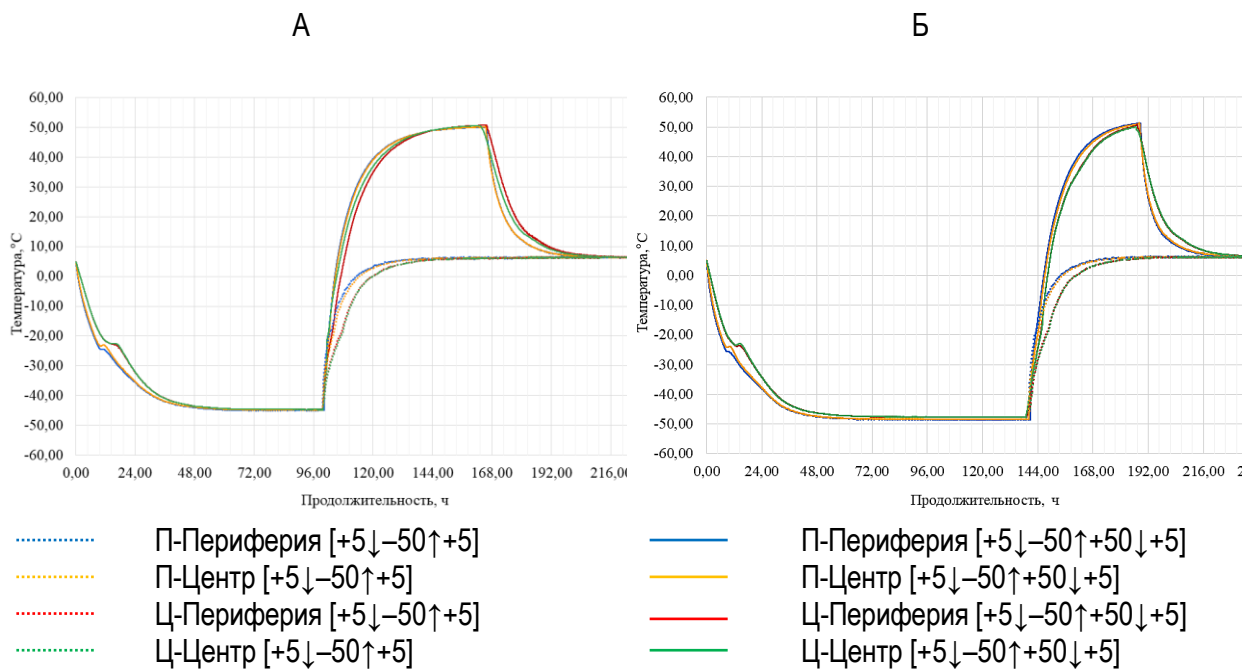 А
Б
60,00
50,00
40,00
30,00
20,00
10,00
0,00
-10,00
-20,00
-30,00
-40,00
-50,00
-60,00
Температура,°С
0,00 24,00 48,00 72,00 96,00 120,00 144,00 168,00 192,00 216,00
Продолжительность, ч
60,00
50,00
40,00
30,00
20,00
10,00
0,00
-10,00
-20,00
-30,00
-40,00
-50,00
-60,00
Температура,°С
0,00 24,00 48,00 72,00 96,00 120,00 144,00 168,00 192,00 216,00 2
Продолжительность, ч
П-Периферия [+5↓–50↑+5]
П-Центр [+5↓–50↑+5]
Ц-Периферия [+5↓–50↑+5]
Ц-Центр [+5↓–50↑+5]
П-Периферия [+5↓–50↑+50↓+5]
П-Центр [+5↓–50↑+50↓+5]
Ц-Периферия [+5↓–50↑+50↓+5]
Ц-Центр [+5↓–50↑+50↓+5]